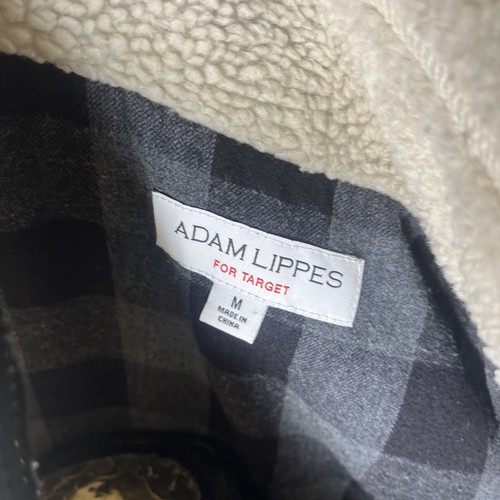 ADAM LIPPES
FOR TARGET
M
MADE IN
CHINA